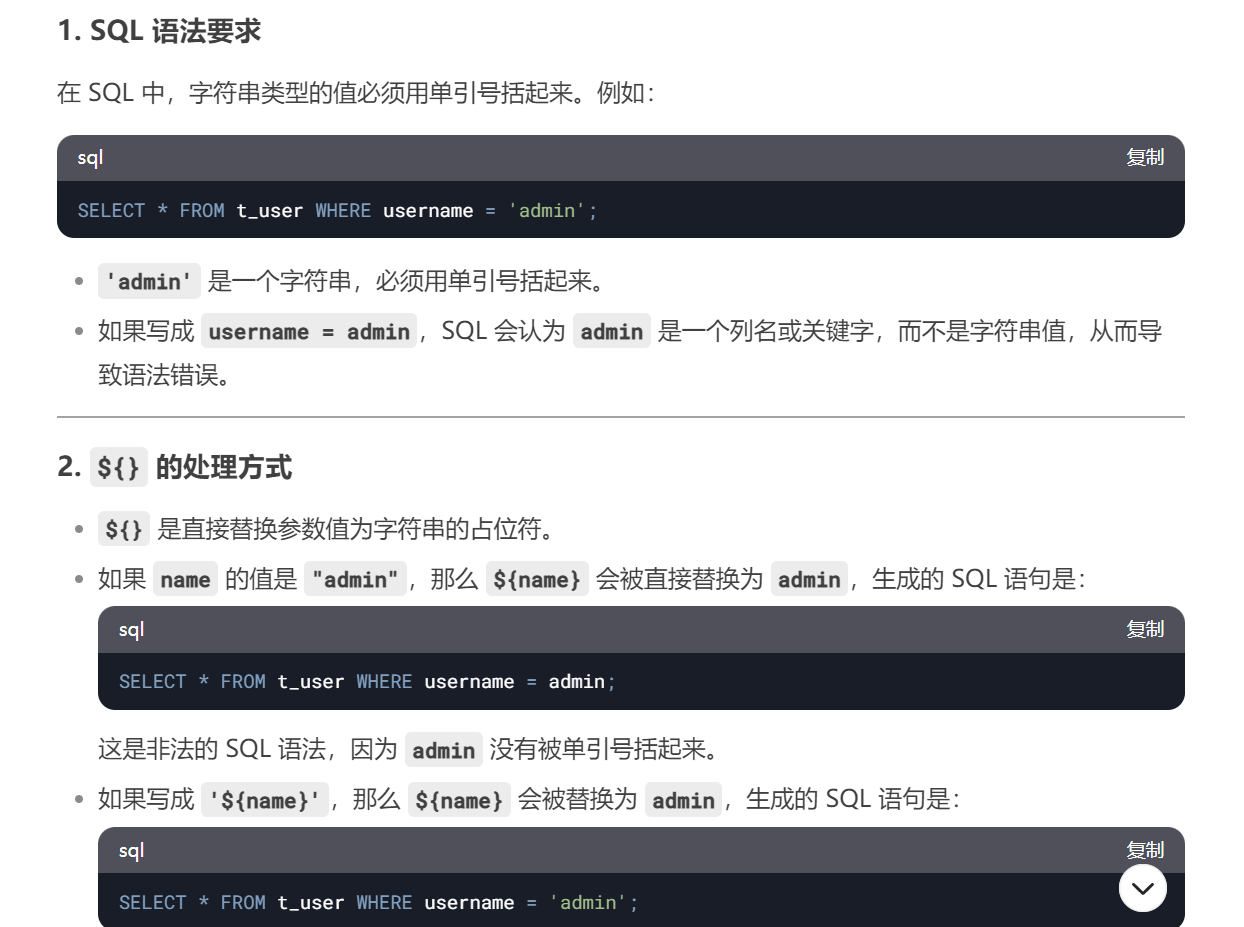 1. SQL 语法要求
在 SQL 中，字符串类型的值必须用单引号括起来。例如：
sql 复制
SELECT * FROM t_user WHERE username = 'admin';
'admin' 是一个字符串，必须用单引号括起来。
如果写成 username = admin，SQL 会认为 admin 是一个列名或关键字，而不是字符串值，从而导
致语法错误。
2. ${} 的处理方式
${} 是直接替换参数值为字符串的占位符。
如果 name 的值是 "admin"，那么 ${name} 会被直接替换为 admin，生成的 SQL 语句是：
sql 复制
SELECT * FROM t_user WHERE username = admin;
这是非法的 SQL 语法，因为 admin 没有被单引号括起来。
如果写成 '${name}'，那么 ${name} 会被替换为 admin，生成的 SQL 语句是：
sql 复制
SELECT * FROM t_user WHERE username = 'admin';